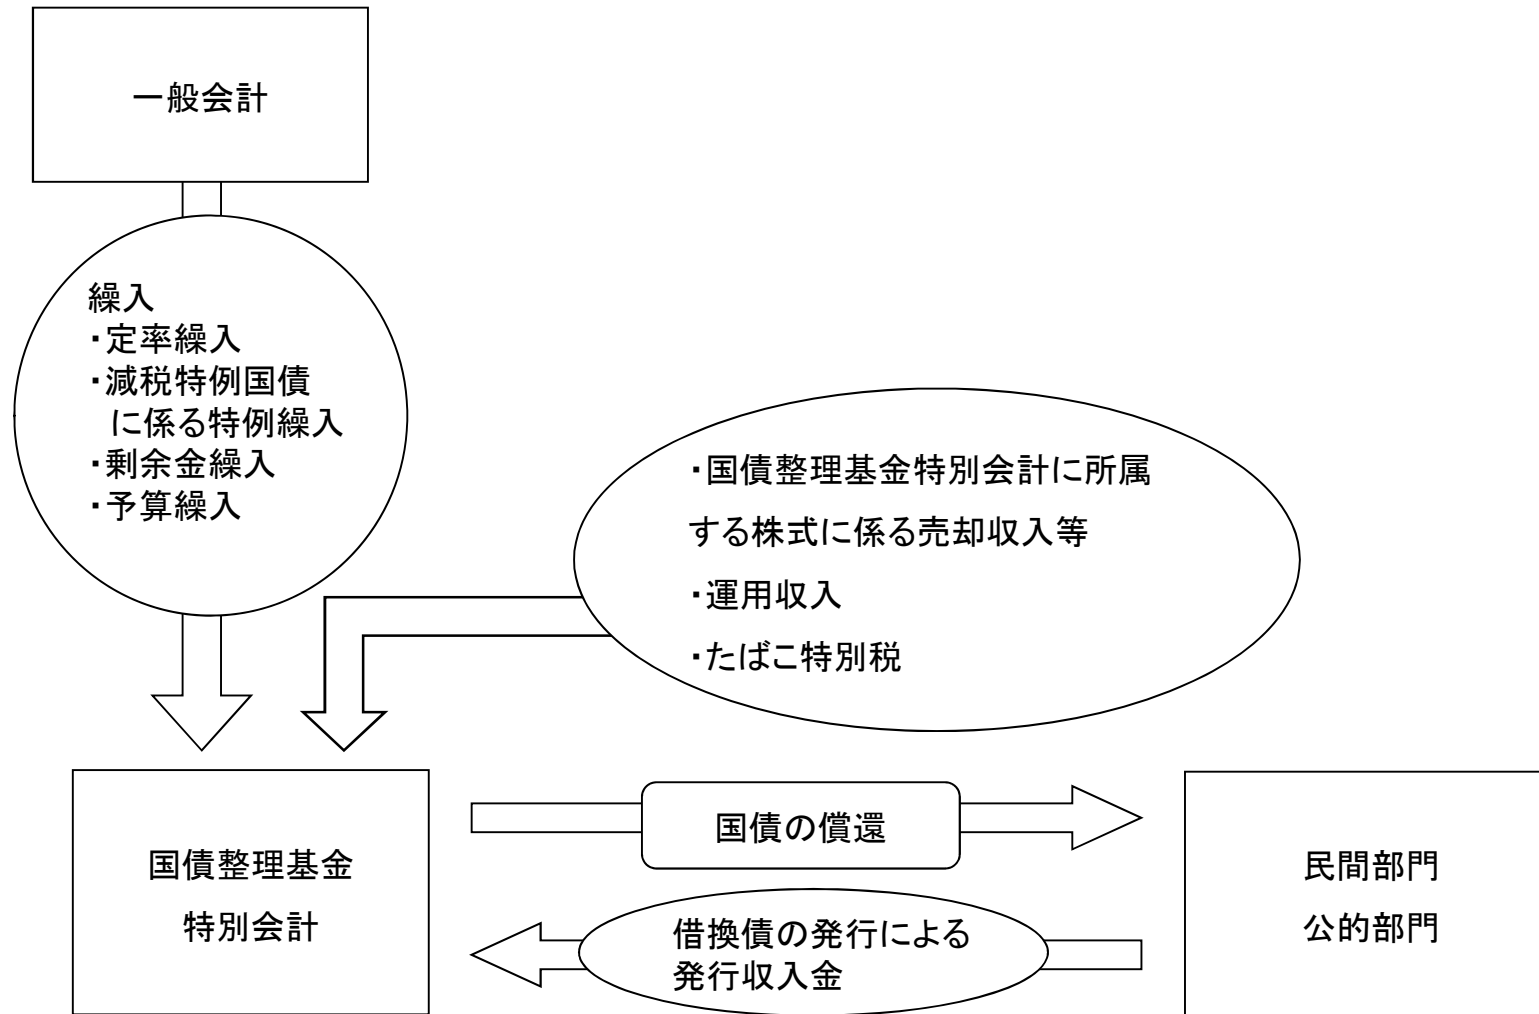 一般会計
繰入
・定率繰入
・減税特例国債
に係る特例繰入
・剰余金繰入
・予算繰入
・国債整理基金特別会計に所属
する株式に係る売却収入等
・運用収入
・たばこ特別税
国債整理基金
特別会計
国債の償還
借換債の発行による
発行収入金
民間部門
公的部門